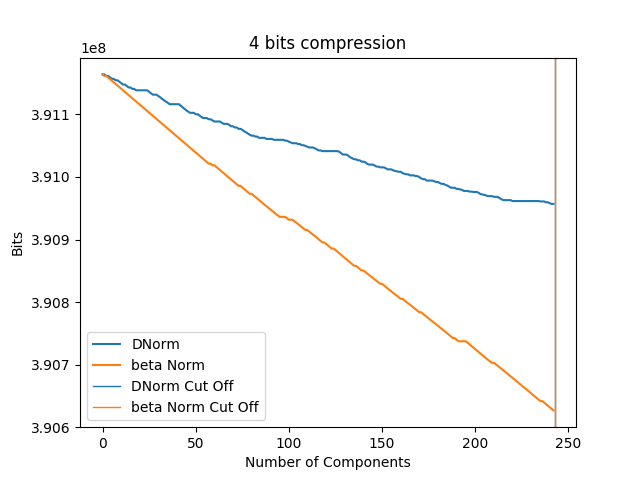 4 bits compression
1e8
3.911
3.910
3.909
3.908
3.907
3.906
Bits
DNorm
beta Norm
DNorm Cut Off
beta Norm Cut Off
0 50 100 150 200 250
Number of Components